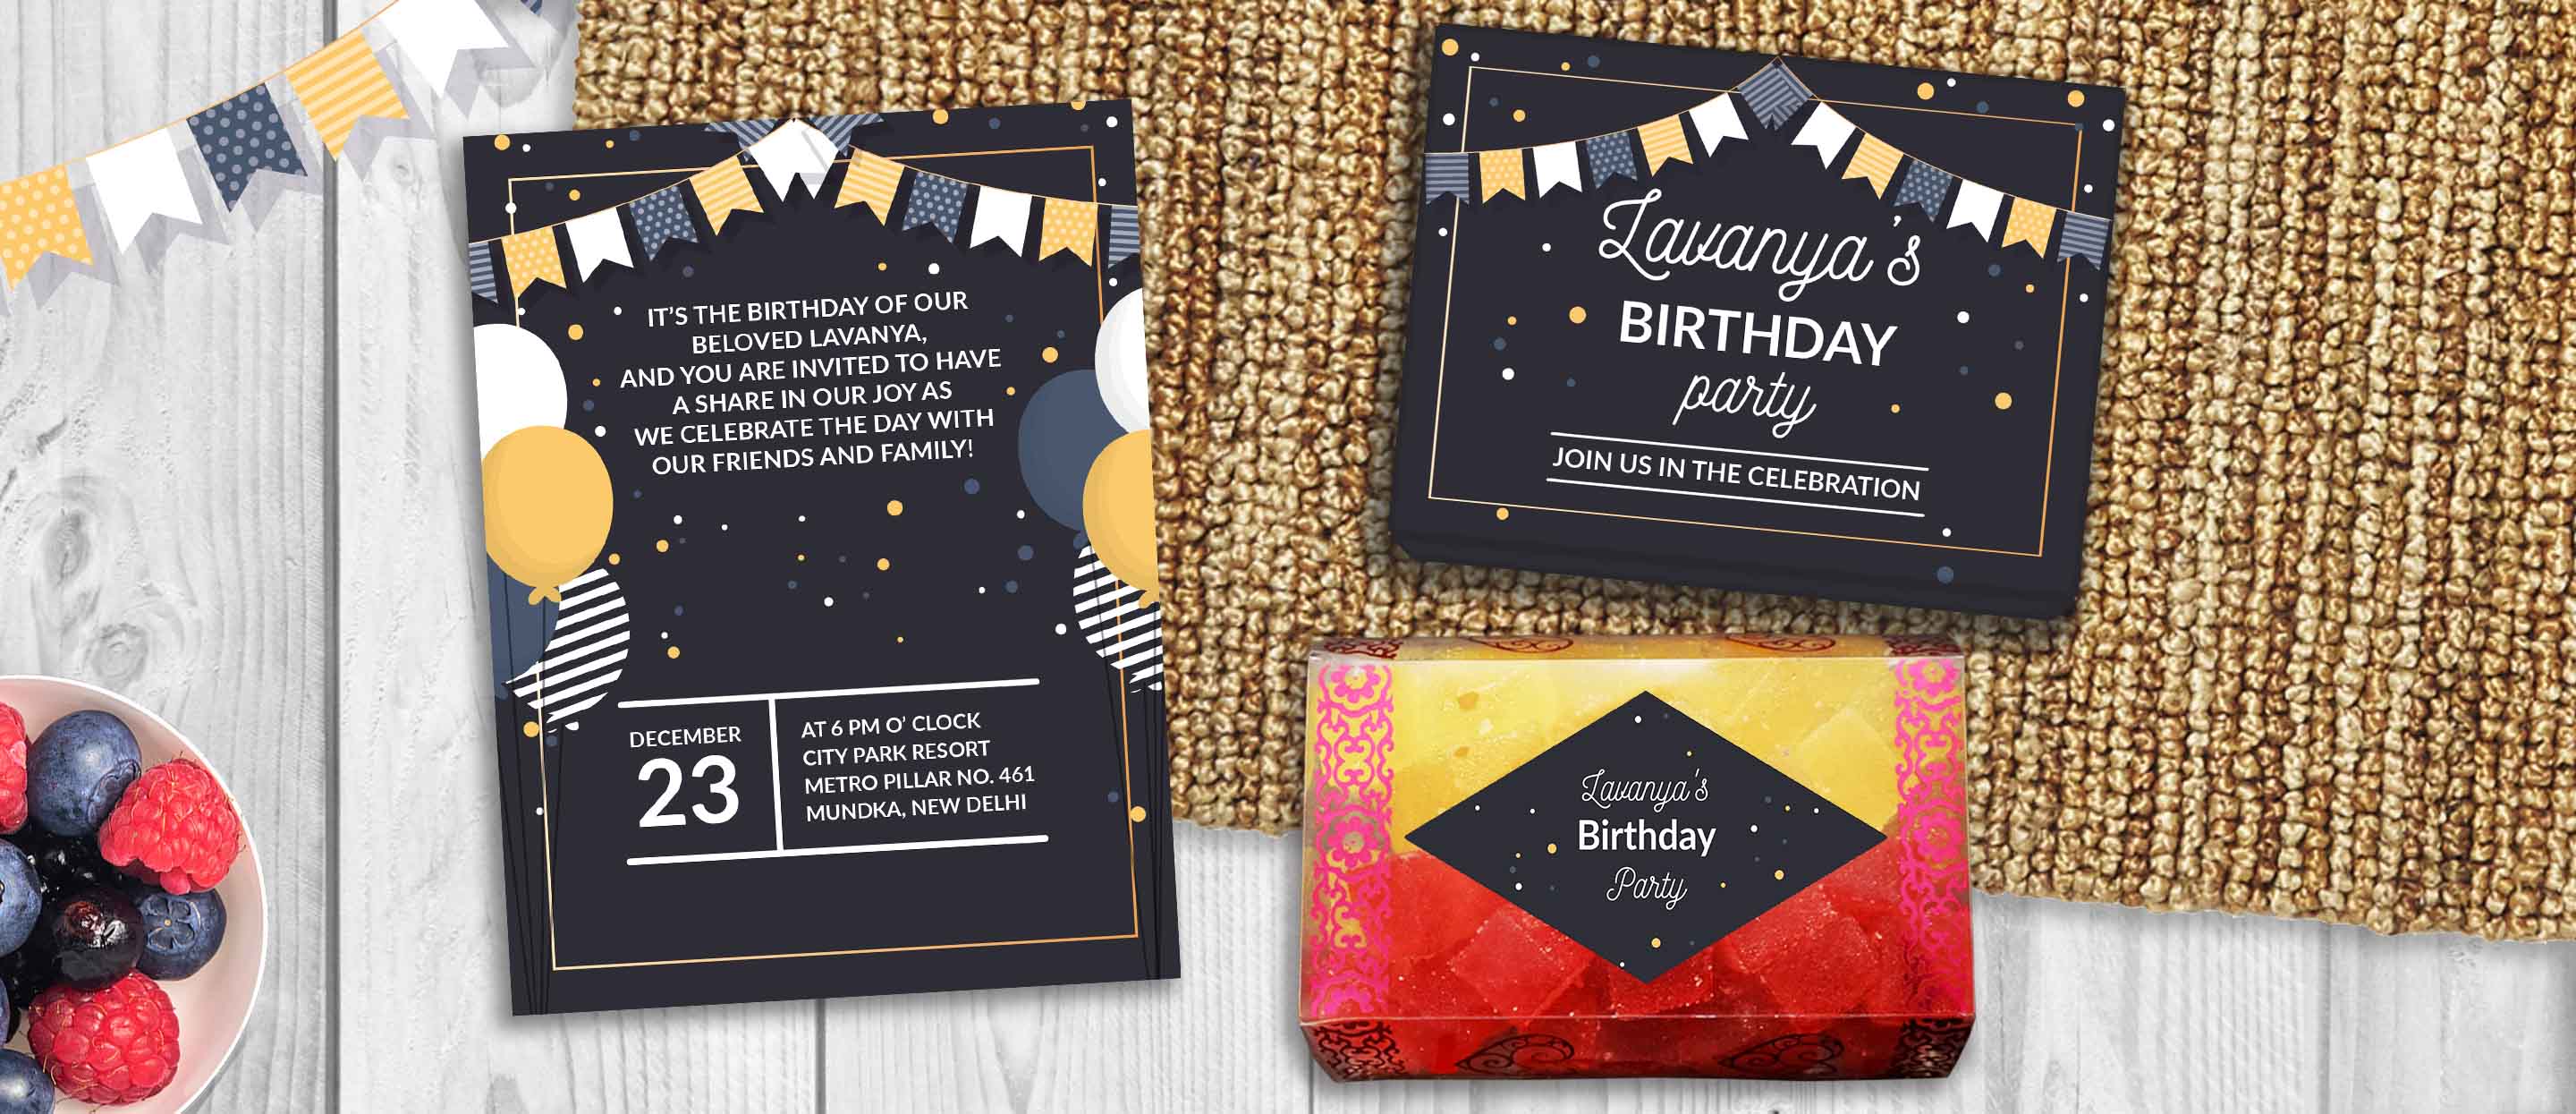 IT'S THE BIRTHDAY OF OUR
BELOVED LAVANYA,
AND YOU ARE INVITED TO HAVE
A SHARE IN OUR JOY AS
WE CELEBRATE THE DAY WITH
OUR FRIENDS AND FAMILY!
DECEMBER
23
AT 6 PM O' CLOCK
CITY PARK RESORT
METRO PILLAR NO. 461
MUNDKA, NEW DELHI
Lavanya's
BIRTHDAY
party
JOIN US IN THE CELEBRATION
Lavanya's
Birthday
Party